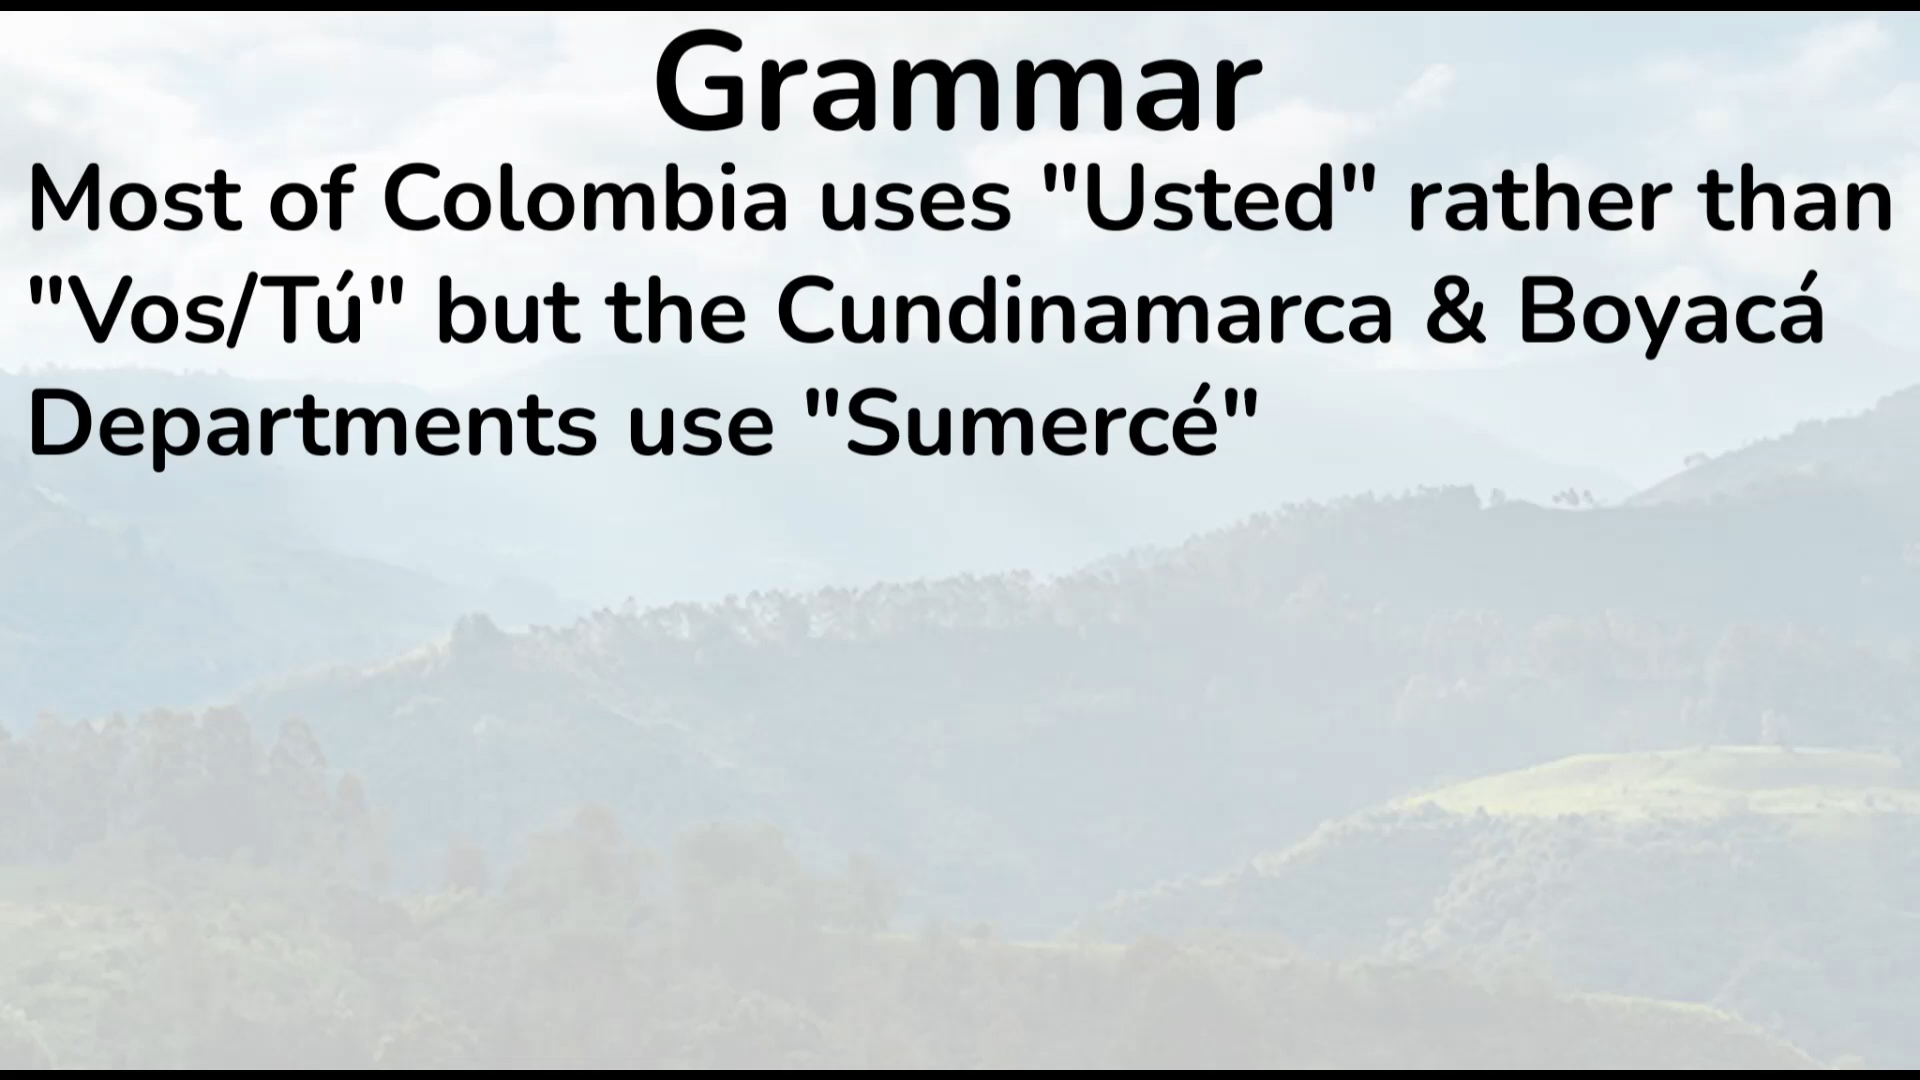 Grammar
Most of Colombia uses "Usted" rather than
"Vos/Tú" but the Cundinamarca & Boyacá
Departments use "Sumercé"